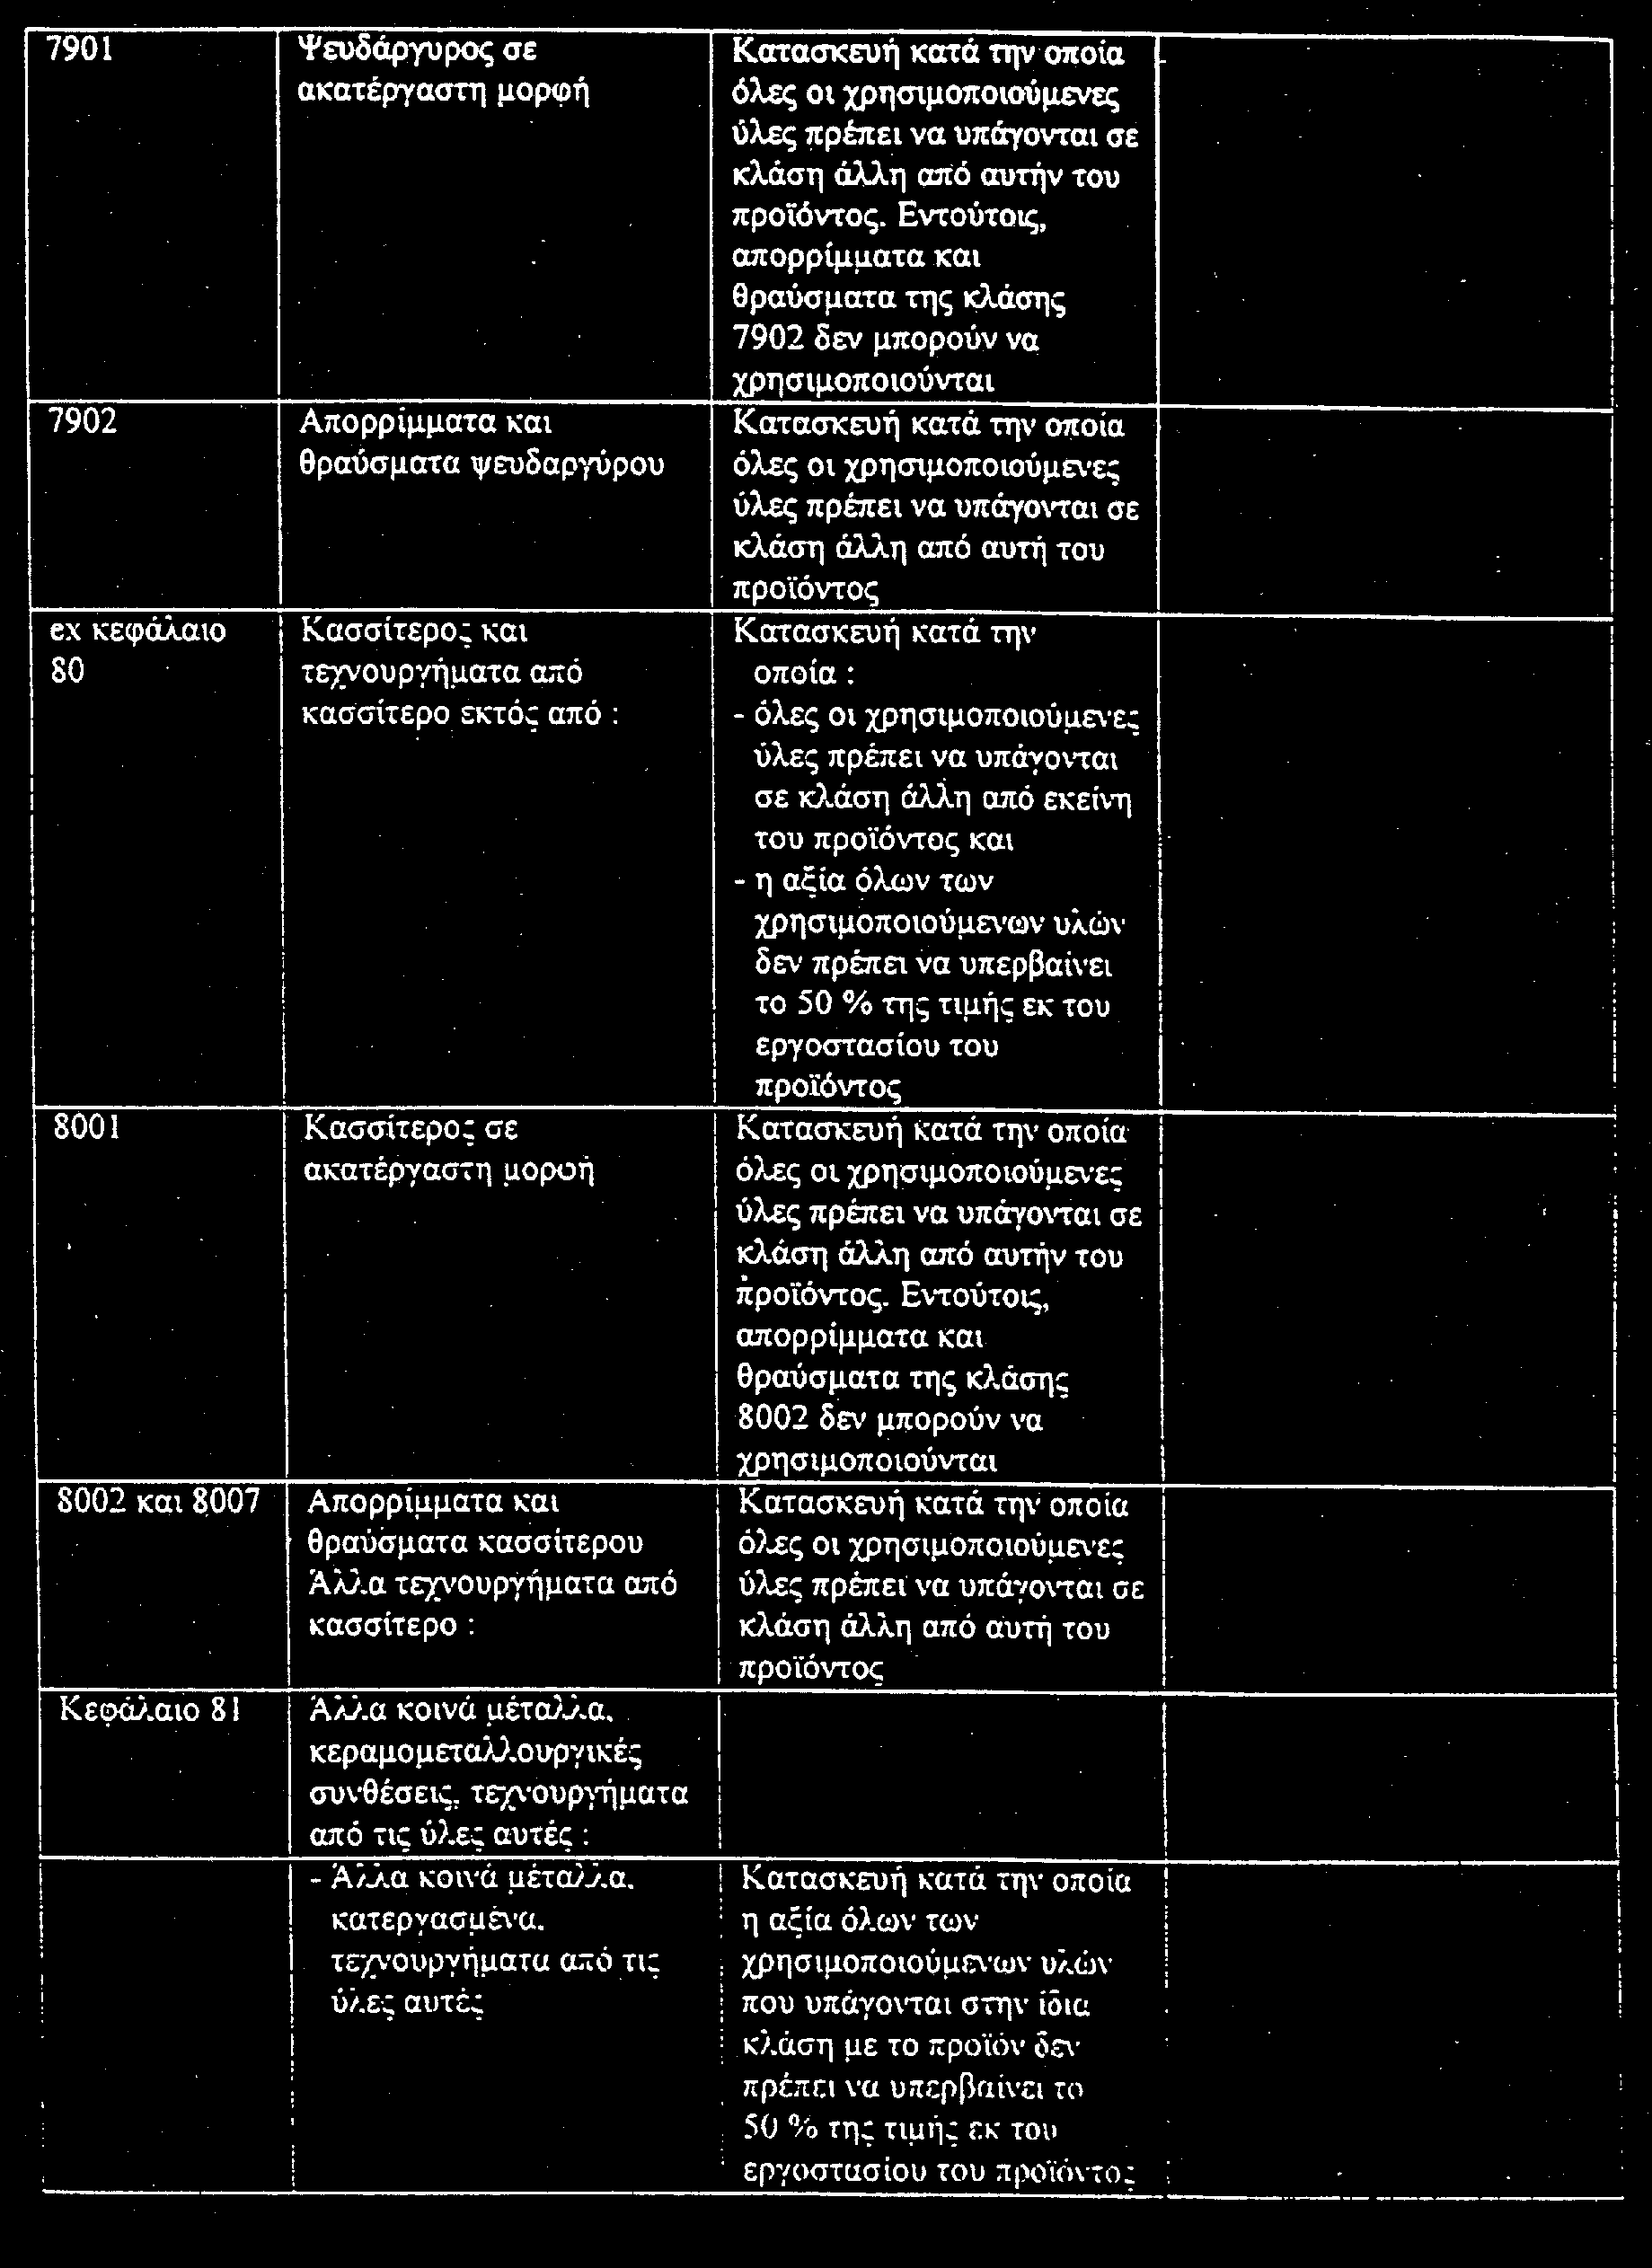 7901
Ψευδάργυρος σε
ακατέργαστη μορφή
Κατασκευή κατά την οποία
όλες οι χρησιμοποιούμενες
ύλες πρέπει να υπάγονται σε
κλάση άλλη από αυτήν του
προϊόντος. Εντούτοις,
απορρίμματα και
θραύσματα της κλάσης
7902 δεν μπορούν να
χρησιμοποιούνται
7902
Απορρίμματα και
θραύσματα ψευδαργύρου
Κατασκευή κατά την οποία
όλες οι χρησιμοποιούμενες
ύλες πρέπει να υπάγονται σε
κλάση άλλη από αυτή του
προϊόντος
ex κεφάλαιο
80
Κασσίτερος και
τεχνουργήματα από
κασσίτερο εκτός από :
Κατασκευή κατά την
οποία :
- όλες οι χρησιμοποιούμενες
ύλες πρέπει να υπάγονται
σε κλάση άλλη από εκείνη
του προϊόντος και
- η αξία όλων των
χρησιμοποιούμενων υλών
δεν πρέπει να υπερβαίνει
το 50 % της τιμής εκ του
εργοστασίου του
προϊόντος
8001
Κασσίτερος σε
ακατέργαστη μορφή
Κατασκευή κατά την οποία
όλες οι χρησιμοποιούμενες
ύλες πρέπει να υπάγονται σε
κλάση άλλη από αυτήν του
προϊόντος. Εντούτοις,
απορρίμματα και
θραύσματα της κλάσης
8002 δεν μπορούν να
χρησιμοποιούνται
8002 και 8007
Απορρίμματα και
θραύσματα κασσίτερου
Άλλα τεχνουργήματα από
κασσίτερο :
Κατασκευή κατά την οποία
όλες οι χρησιμοποιούμενες
ύλες πρέπει να υπάγονται σε
κλάση άλλη από αυτή του
προϊόντος
Κεφάλαιο 81
Άλλα κοινά μέταλλα,
κεραμομεταλλουργικές
συνθέσεις, τεχνουργήματα
από τις ύλες αυτές :
- Άλλα κοινά μέταλλα,
κατεργασμένα,
τεχνουργήματα από τις
ύλες αυτές
Κατασκευή κατά την οποία
η αξία όλων των
χρησιμοποιούμενων υλών
που υπάγονται στην ίδια
κλάση με το προϊόν δεν
πρέπει να υπερβαίνει το
50 % της τιμής εκ του
εργοστασίου του προϊόντος